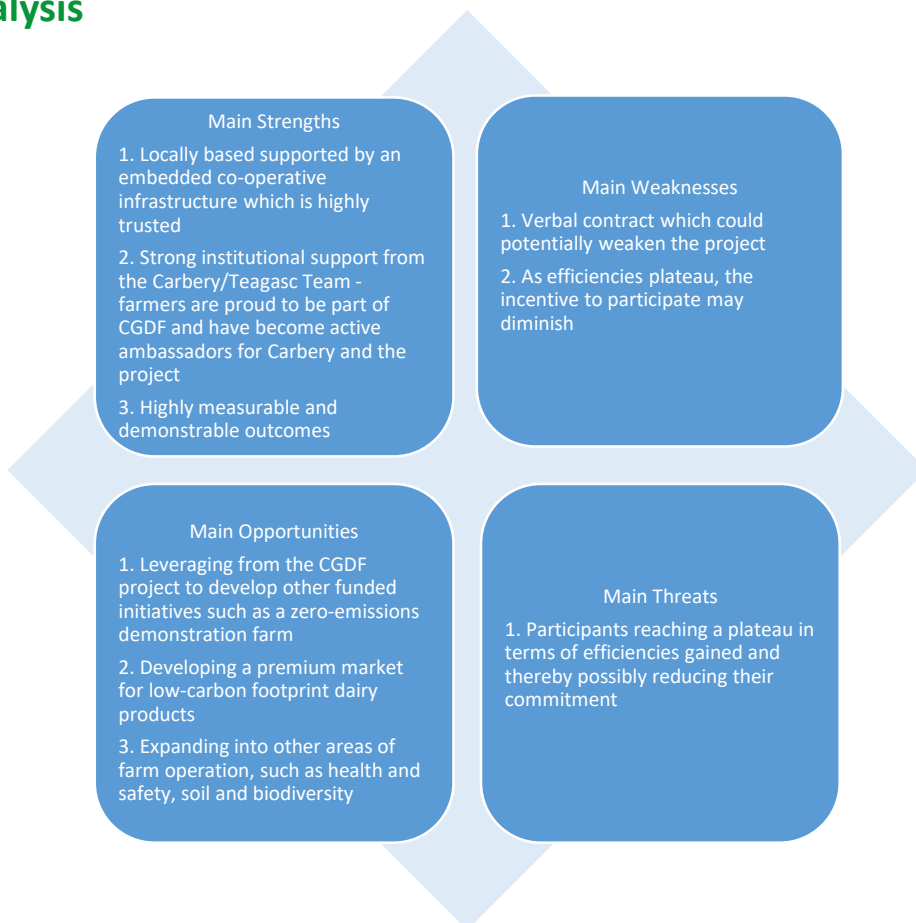 alysis
Main Strengths
1. Locally based supported by an
embedded co-operative
infrastructure which is highly
trusted
2. Strong institutional support from
the Carbery/Teagasc Team -
farmers are proud to be part of
CGDF and have become active
ambassadors for Carbery and the
project
3. Highly measurable and
demonstrable outcomes
Main Weaknesses
1. Verbal contract which could
potentially weaken the project
2. As efficiencies plateau, the
incentive to participate may
diminish
Main Opportunities
1. Leveraging from the CGDF
project to develop other funded
initiatives such as a zero-emissions
demonstration farm
2. Developing a premium market
for low-carbon footprint dairy
products
3. Expanding into other areas of
farm operation, such as health and
safety, soil and biodiversity
Main Threats
1. Participants reaching a plateau in
terms of efficiencies gained and
thereby possibly reducing their
commitment